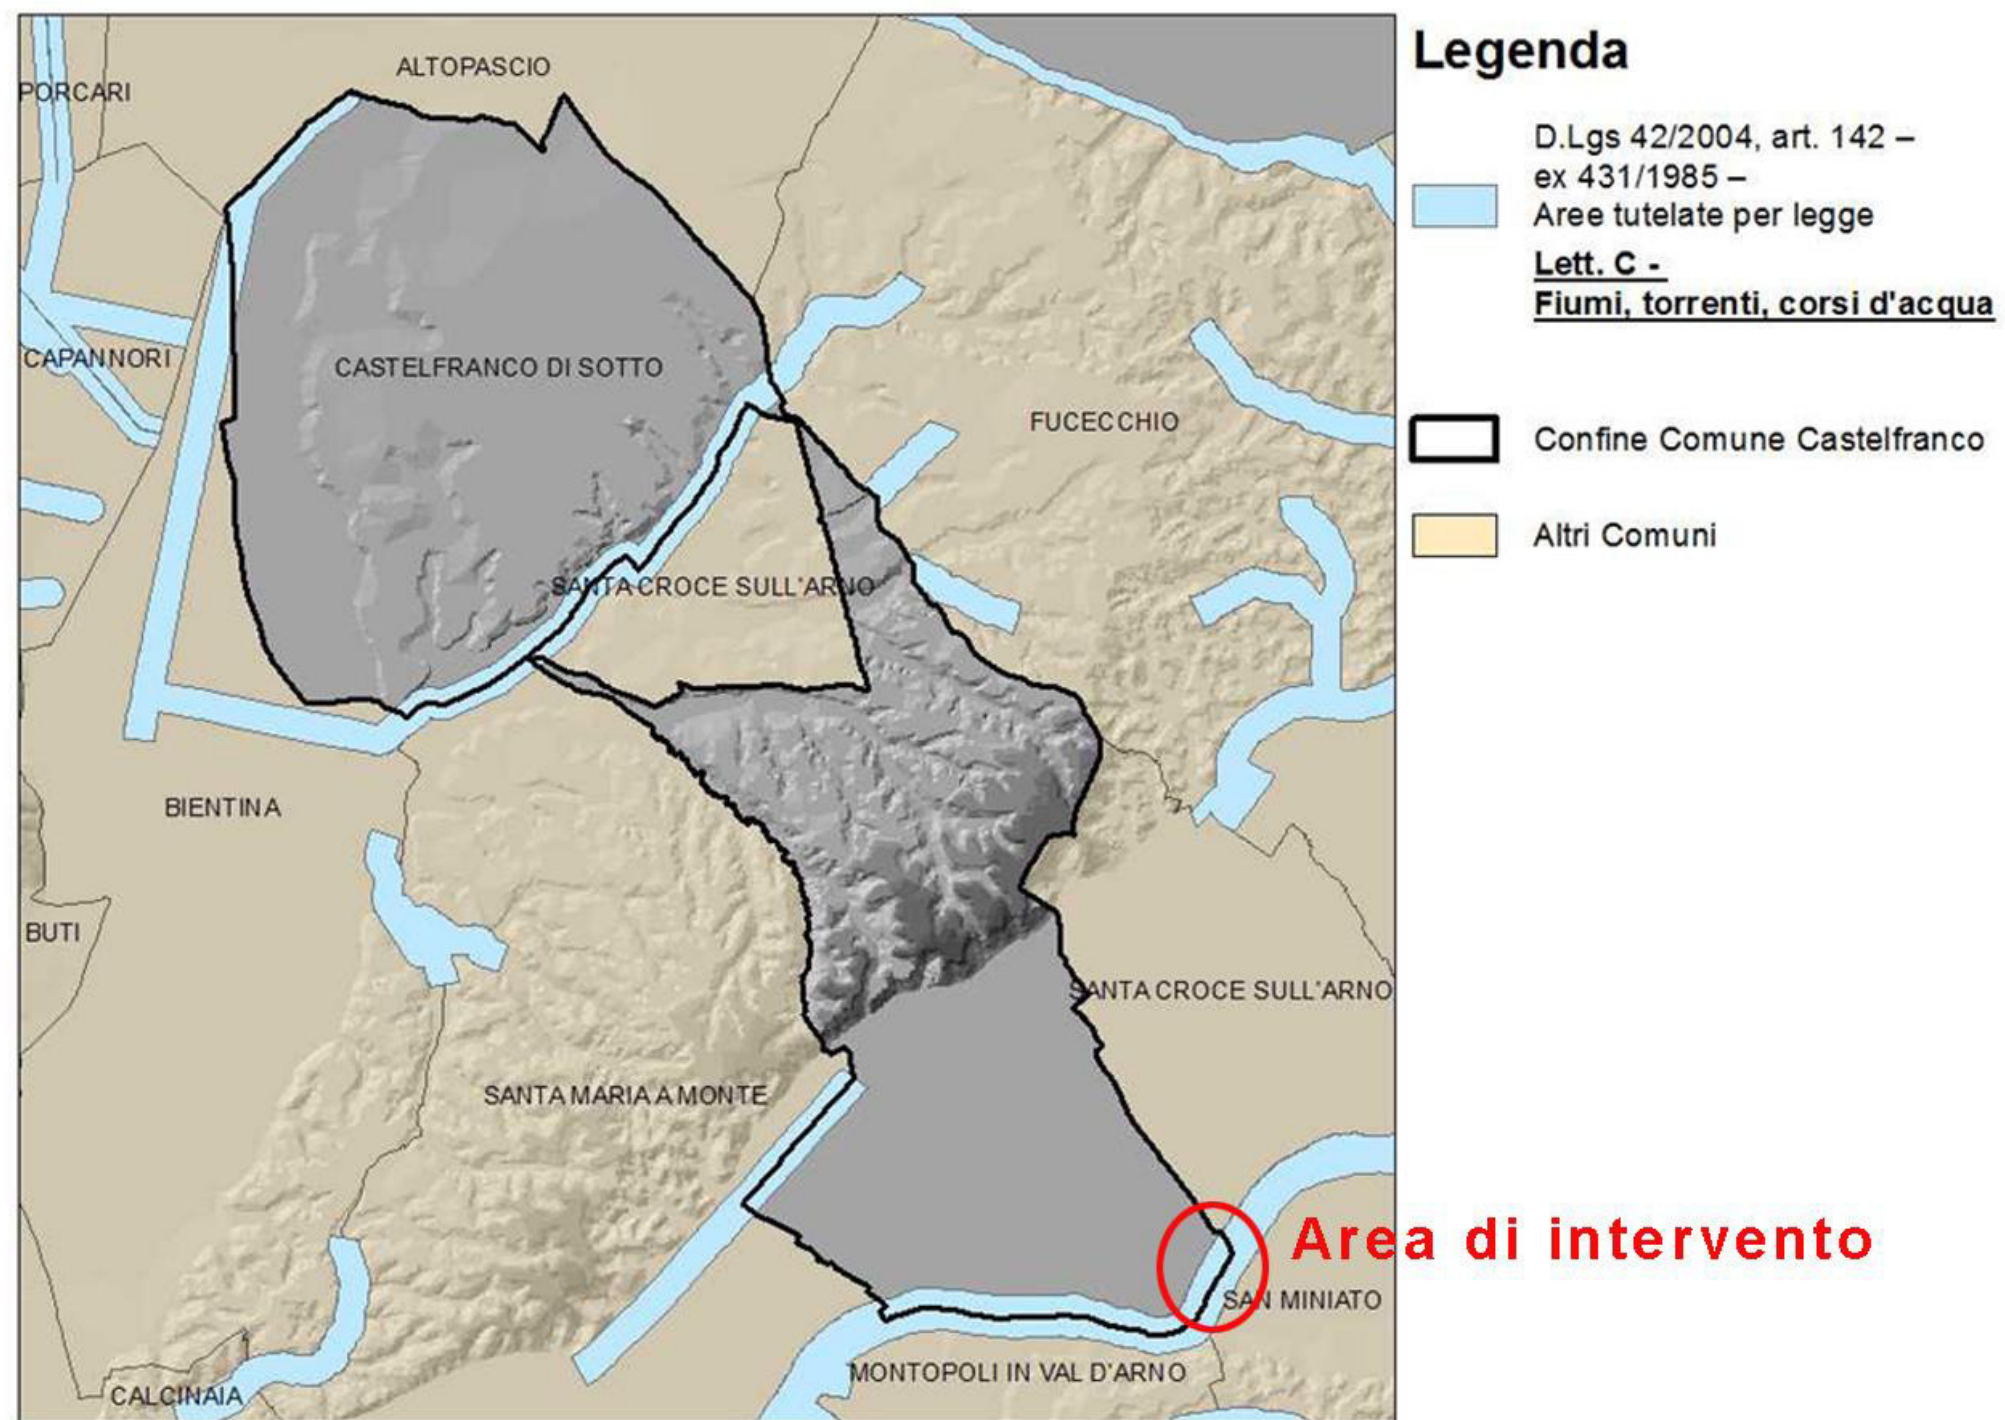 ALTOPASCIO
PORCARI
CAPANNORI
CASTELFRANCO DI SOTTO
FUCECCHIO
SANTA CROCE SULL'ARNO
BIENTINA
BUTI
SANTA CROCE SULL'ARNO
SANTA MARIA A MONTE
SAN MINIATO
MONTOPOLI IN VAL D'ARNO
CALCINAIA
Area di intervento
Legenda
D.Lgs 42/2004, art. 142 –
ex 431/1985 –
Aree tutelate per legge
Lett. C -
Fiumi, torrenti, corsi d'acqua
Confine Comune Castelfranco
Altri Comuni